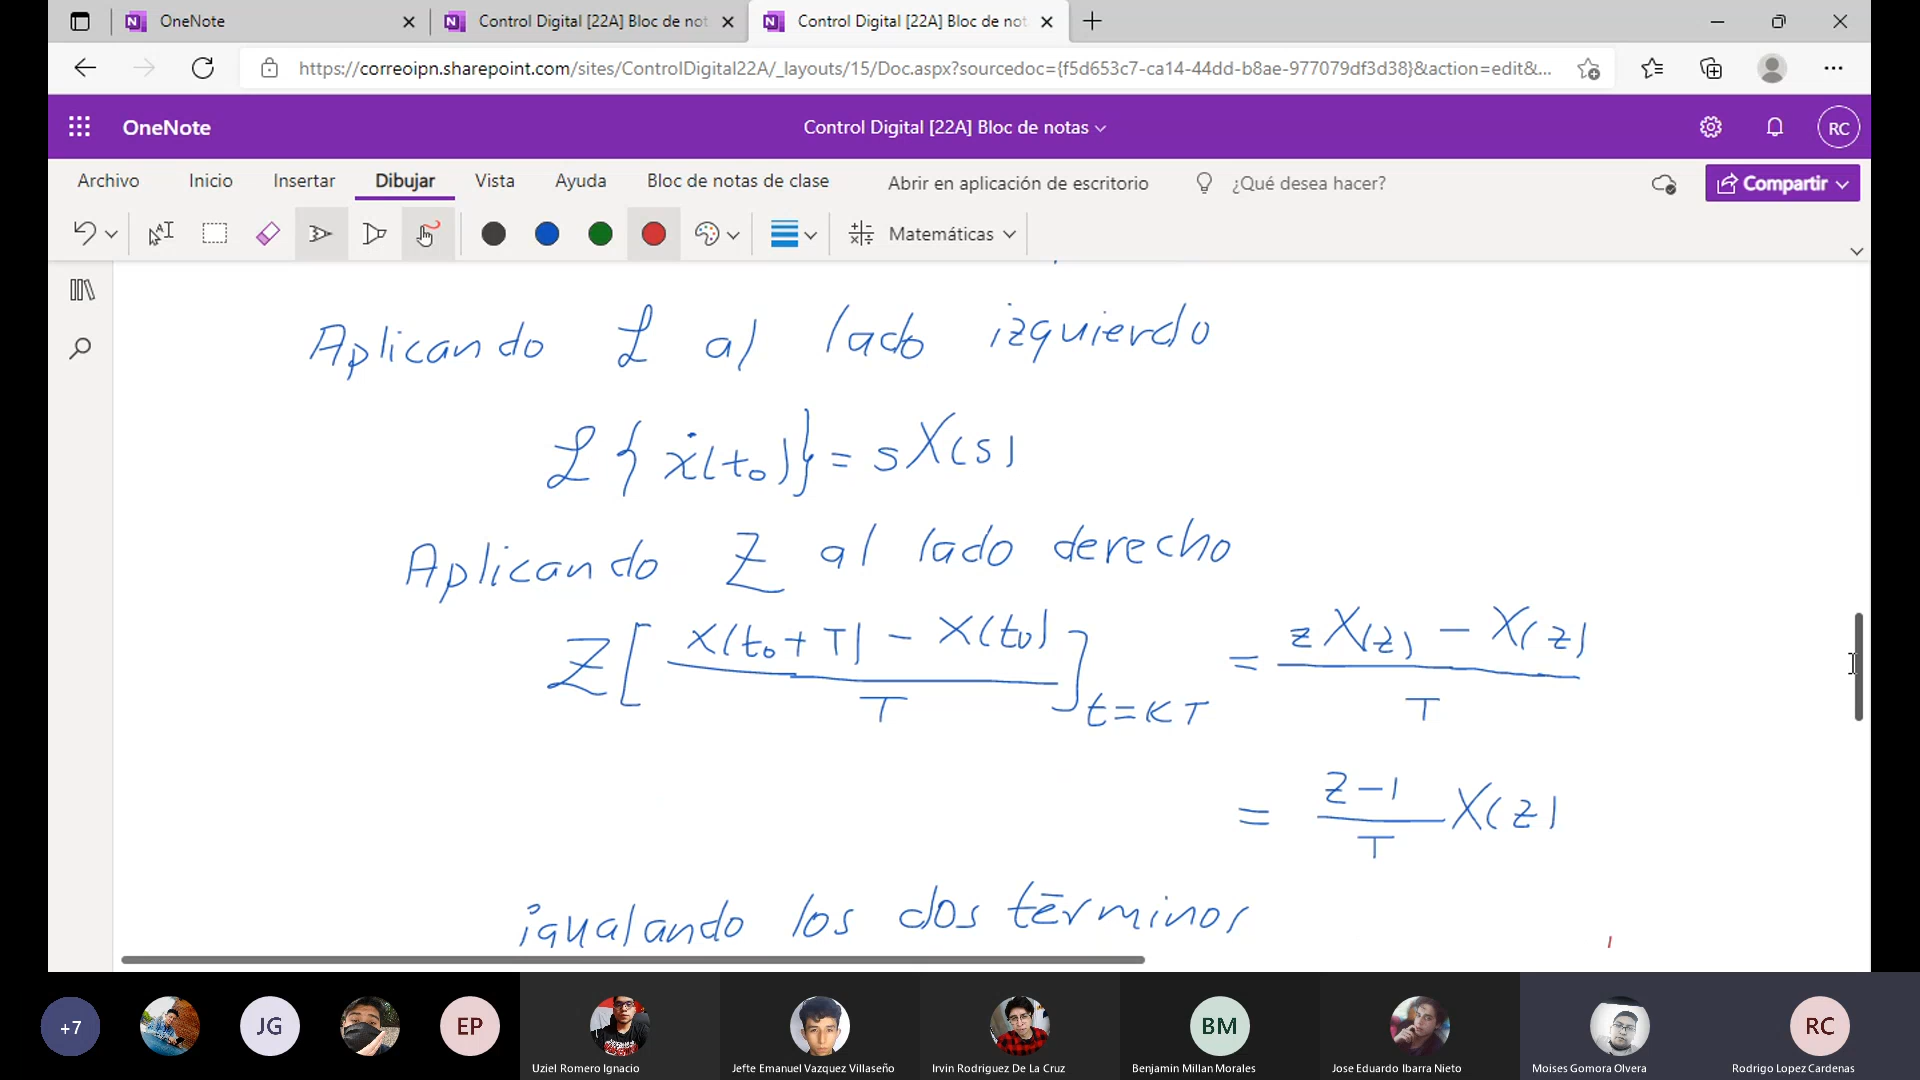 OneNote
Control Digital [22A] Bloc de not
Control Digital [22A] Bloc de not
https://correoipn.sharepoint.com/sites/ControlDigital22A/_layouts/15/Doc.aspx?sourcedoc={f5d653c7-ca14-44dd-b8ae-977079df3d38}&action=edit&...
OneNote
Control Digital [22A] Bloc de notas
RC
Archivo Inicio Insertar Dibujar Vista Ayuda Bloc de notas de clase Abrir en aplicación de escritorio ¿Qué desea hacer? Compartir
Matemáticas
Aplicando ℒ al lado izquierdo
ℒ{ẋ(t₀)} = sX(s)
Aplicando Z al lado derecho
Z[(x(t₀+T) - x(t₀))/T]t=KT = (zX(z) - X(z))/T
= (z-1)/T X(z)
igualando los dos términos
+7 JG EP BM RC
Uziel Romero Ignacio
Jefte Emanuel Vazquez Villaseño
Irvin Rodriguez De La Cruz
Benjamin Millan Morales
Jose Eduardo Ibarra Nieto
Moises Gomora Olvera
Rodrigo Lopez Cardenas